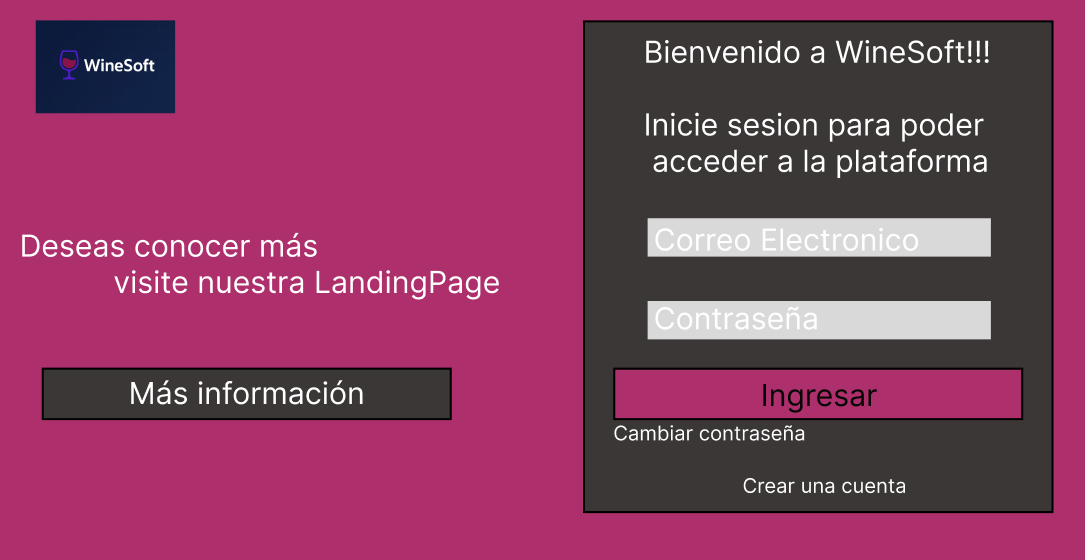 WineSoft
Deseas conocer más
visite nuestra LandingPage
Más información
Bienvenido a WineSoft!!!
Inicie sesion para poder
acceder a la plataforma
Correo Electronico
Contraseña
Ingresar
Cambiar contraseña
Crear una cuenta